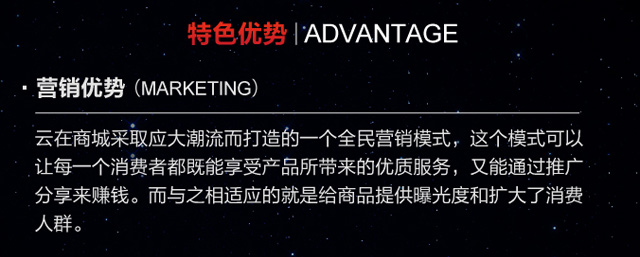 特色优势|ADVANTAGE
·营销优势（MARKETING）
云在商城采取应大潮流而打造的一个全民营销模式，这个模式可以
让每一个消费者都既能享受产品所带来的优质服务，又能通过推广
分享来赚钱。而与之相适应的就是给商品提供曝光度和扩大了消费
人群。